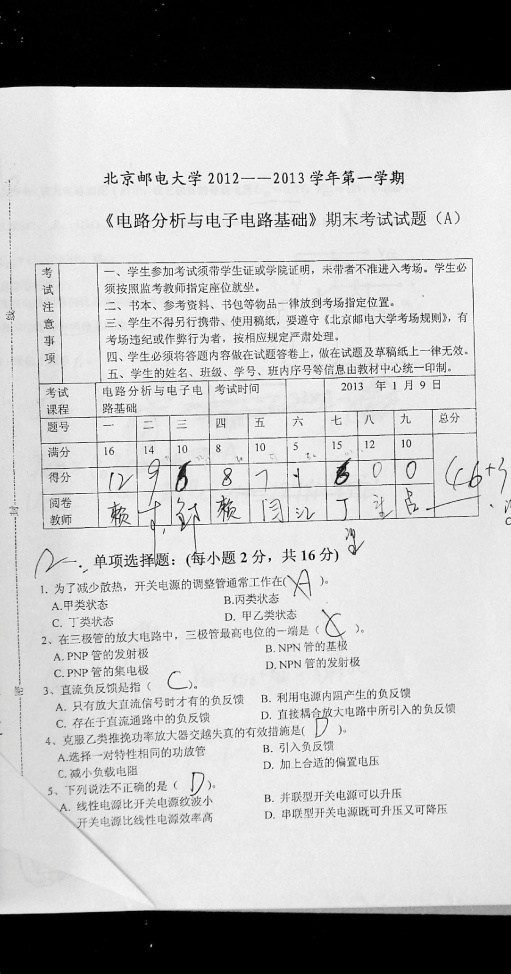 北京邮电大学2012——2013学年第一学期
《电路分析与电子电路基础》期末考试试题（A）
考试注意事项
一、学生参加考试须带学生证或学院证明，未带者不准进入考场。学生必
须按照监考教师指定座位就坐。
二、书本、参考资料、书包等物品一律放到考场指定位置。
三、学生不得另行携带、使用稿纸，要遵守《北京邮电大学考场规则》，有
考场违纪或作弊行为者，按相应规定严肃处理。
四、学生必须将答题内容做在试题答卷上，做在试题及草稿纸上一律无效。
五、学生的姓名、班级、学号、班内序号等信息由教材中心统一印制。
考试课程 电路分析与电子电路基础 考试时间 2013 年 1 月 9 日
题号 一 二 三 四 五 六 七 八 九 总分
满分 16 14 10 8 10 5 15 12 10
得分 12 9 8 7 0 0 46+3
阅卷教师
一、单项选择题：(每小题 2 分，共 16 分)
1. 为了减少散热，开关电源的调整管通常工作在( A )。
A.甲类状态 B.丙类状态
C. 丁类状态 D. 甲乙类状态
2、在三极管的放大电路中，三极管最高电位的一端是（ C ）。
A. PNP 管的发射极 B. NPN 管的基极
C. PNP 管的集电极 D. NPN 管的发射极
3、直流负反馈是指（ C ）。
A. 只有放大直流信号时才有的负反馈 B. 利用电源内阻产生的负反馈
C. 存在于直流通路中的负反馈 D. 直接耦合放大电路中所引入的负反馈
4、克服乙类推挽功率放大器交越失真的有效措施是( D )。
A.选择一对特性相同的功放管 B. 引入负反馈
C. 减小负载电阻 D. 加上合适的偏置电压
5、下列说法不正确的是（ D ）。
A. 线性电源比开关电源纹波小 B. 并联型开关电源可以升压
开关电源比线性电源效率高 D. 串联型开关电源既可升压又可降压